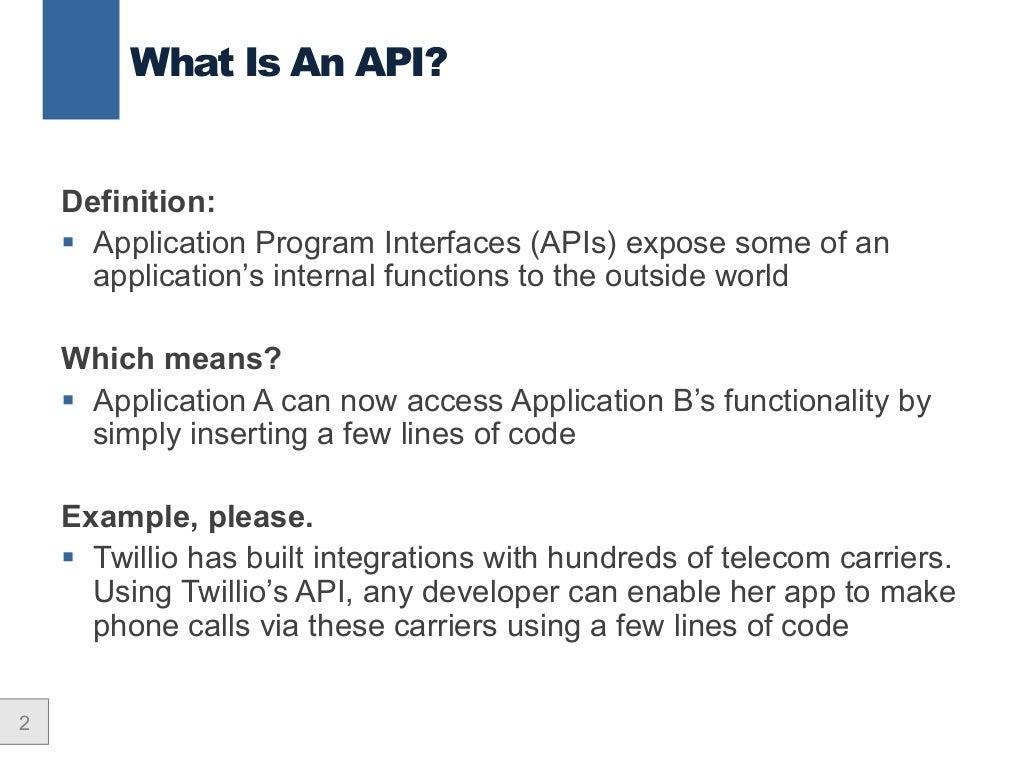 What Is An API?
Definition:
▪ Application Program Interfaces (APIs) expose some of an
application’s internal functions to the outside world
Which means?
▪ Application A can now access Application B’s functionality by
simply inserting a few lines of code
Example, please.
▪ Twillio has built integrations with hundreds of telecom carriers.
Using Twillio’s API, any developer can enable her app to make
phone calls via these carriers using a few lines of code
2